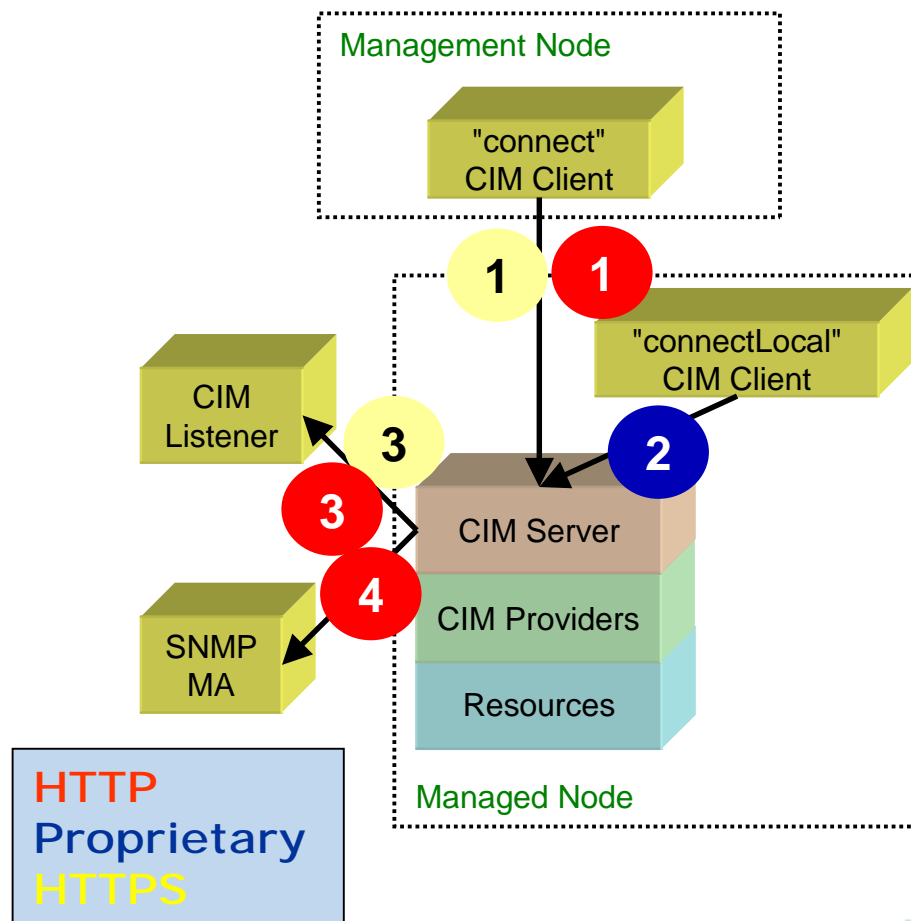 Management Node
"connect"
CIM Client
1
1
"connectLocal"
CIM Client
CIM
Listener
3
2
3
CIM Server
4
CIM Providers
SNMP
MA
Resources
HTTP
Proprietary
HTTPS
Managed Node